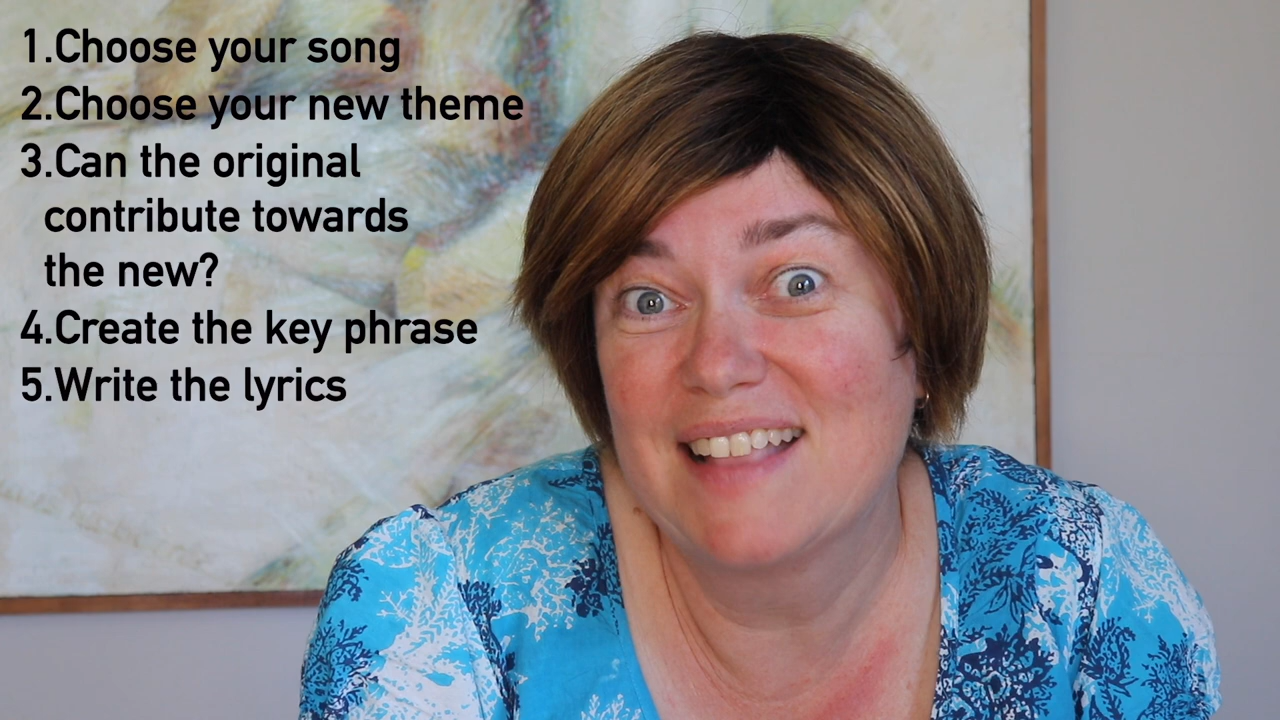 1.Choose your song
2.Choose your new theme
3.Can the original
contribute towards
the new?
4.Create the key phrase
5.Write the lyrics